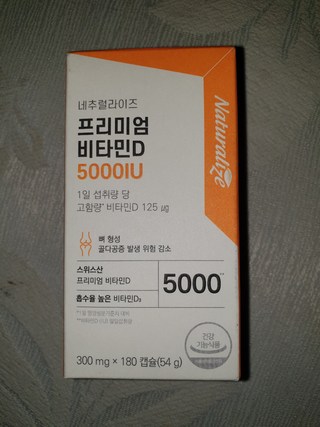 네추럴라이즈
Naturalize
프리미엄
비타민D
5000IU
1일 섭취량 당
고함량* 비타민D 125 μg
뼈 형성
골다공증 발생 위험 감소
스위스산
프리미엄 비타민D
흡수율 높은 비타민D₃
5000**
건강
기능식품
300 mg × 180 캡슐(54 g)